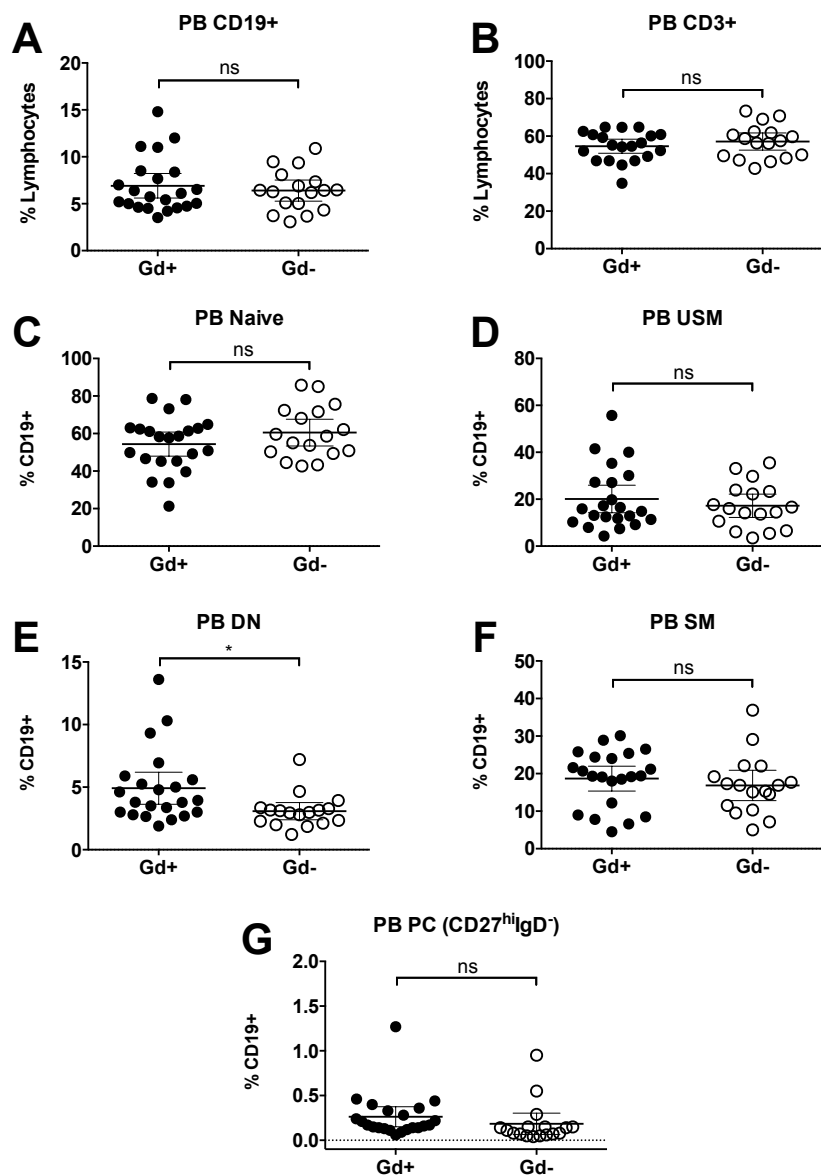 A
PB CD19+
ns
% Lymphocytes
20
15
10
5
0
Gd+
Gd-
B
PB CD3+
ns
% Lymphocytes
100
80
60
40
20
0
Gd+
Gd-
C
PB Naive
ns
% CD19+
100
80
60
40
20
0
Gd+
Gd-
D
PB USM
ns
% CD19+
80
60
40
20
0
Gd+
Gd-
E
PB DN
*
% CD19+
15
10
5
0
Gd+
Gd-
F
PB SM
ns
% CD19+
50
40
30
20
10
0
Gd+
Gd-
G
PB PC (CD27hiIgD-)
ns
% CD19+
2.0
1.5
1.0
0.5
0.0
Gd+
Gd-